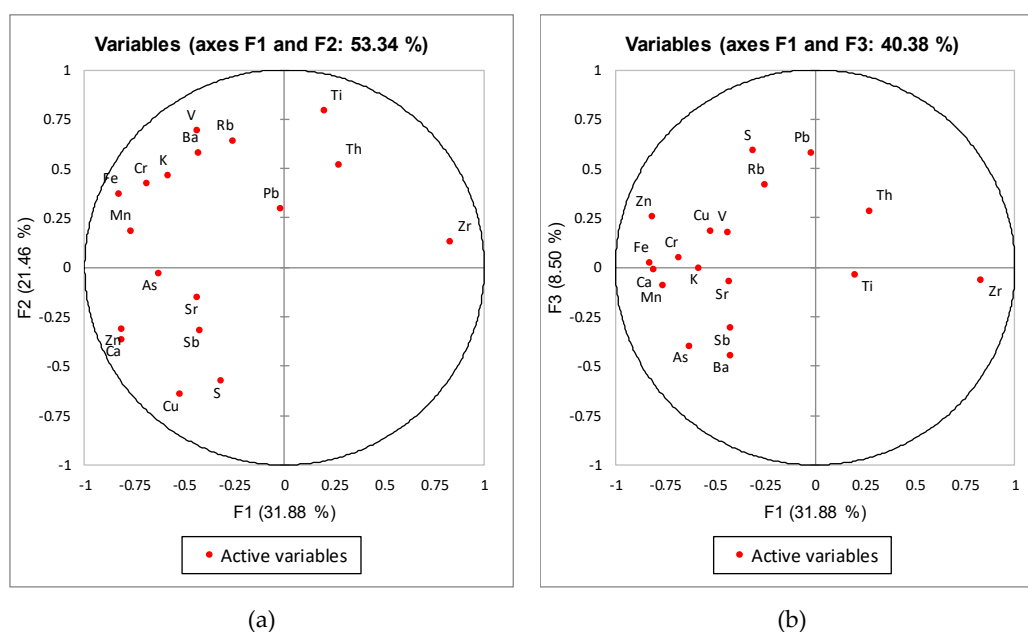 Variables (axes F1 and F2: 53.34 %)
1
0.75
0.5
0.25
0
-0.25
-0.5
-0.75
-1
-1
-0.75
-0.5
-0.25
0
0.25
0.5
0.75
1
F2 (21.46 %)
F1 (31.88 %)
Ti
V
Rb
Ba
Th
K
Cr
Fe
Pb
Mn
Zr
As
Sr
Zn
Sb
Ca
S
Cu
Active variables
(a)
Variables (axes F1 and F3: 40.38 %)
1
0.75
0.5
0.25
0
-0.25
-0.5
-0.75
-1
-1
-0.75
-0.5
-0.25
0
0.25
0.5
0.75
1
F3 (8.50 %)
F1 (31.88 %)
S
Pb
Rb
Th
Zn
Cu
V
Fe
Cr
Ca
K
Mn
Sr
Ti
Zr
Sb
As
Ba
Active variables
(b)